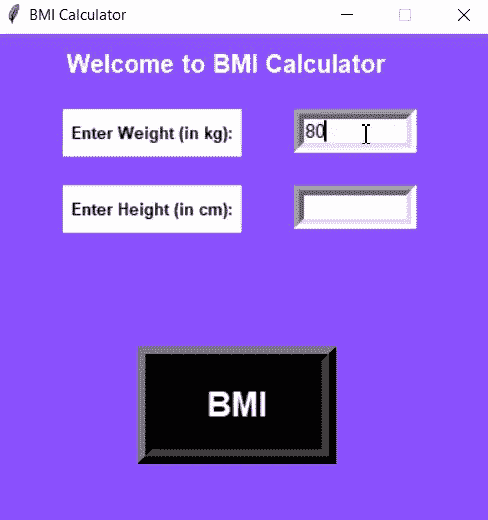 BMI Calculator
Welcome to BMI Calculator
Enter Weight (in kg):
80
Enter Height (in cm):
BMI